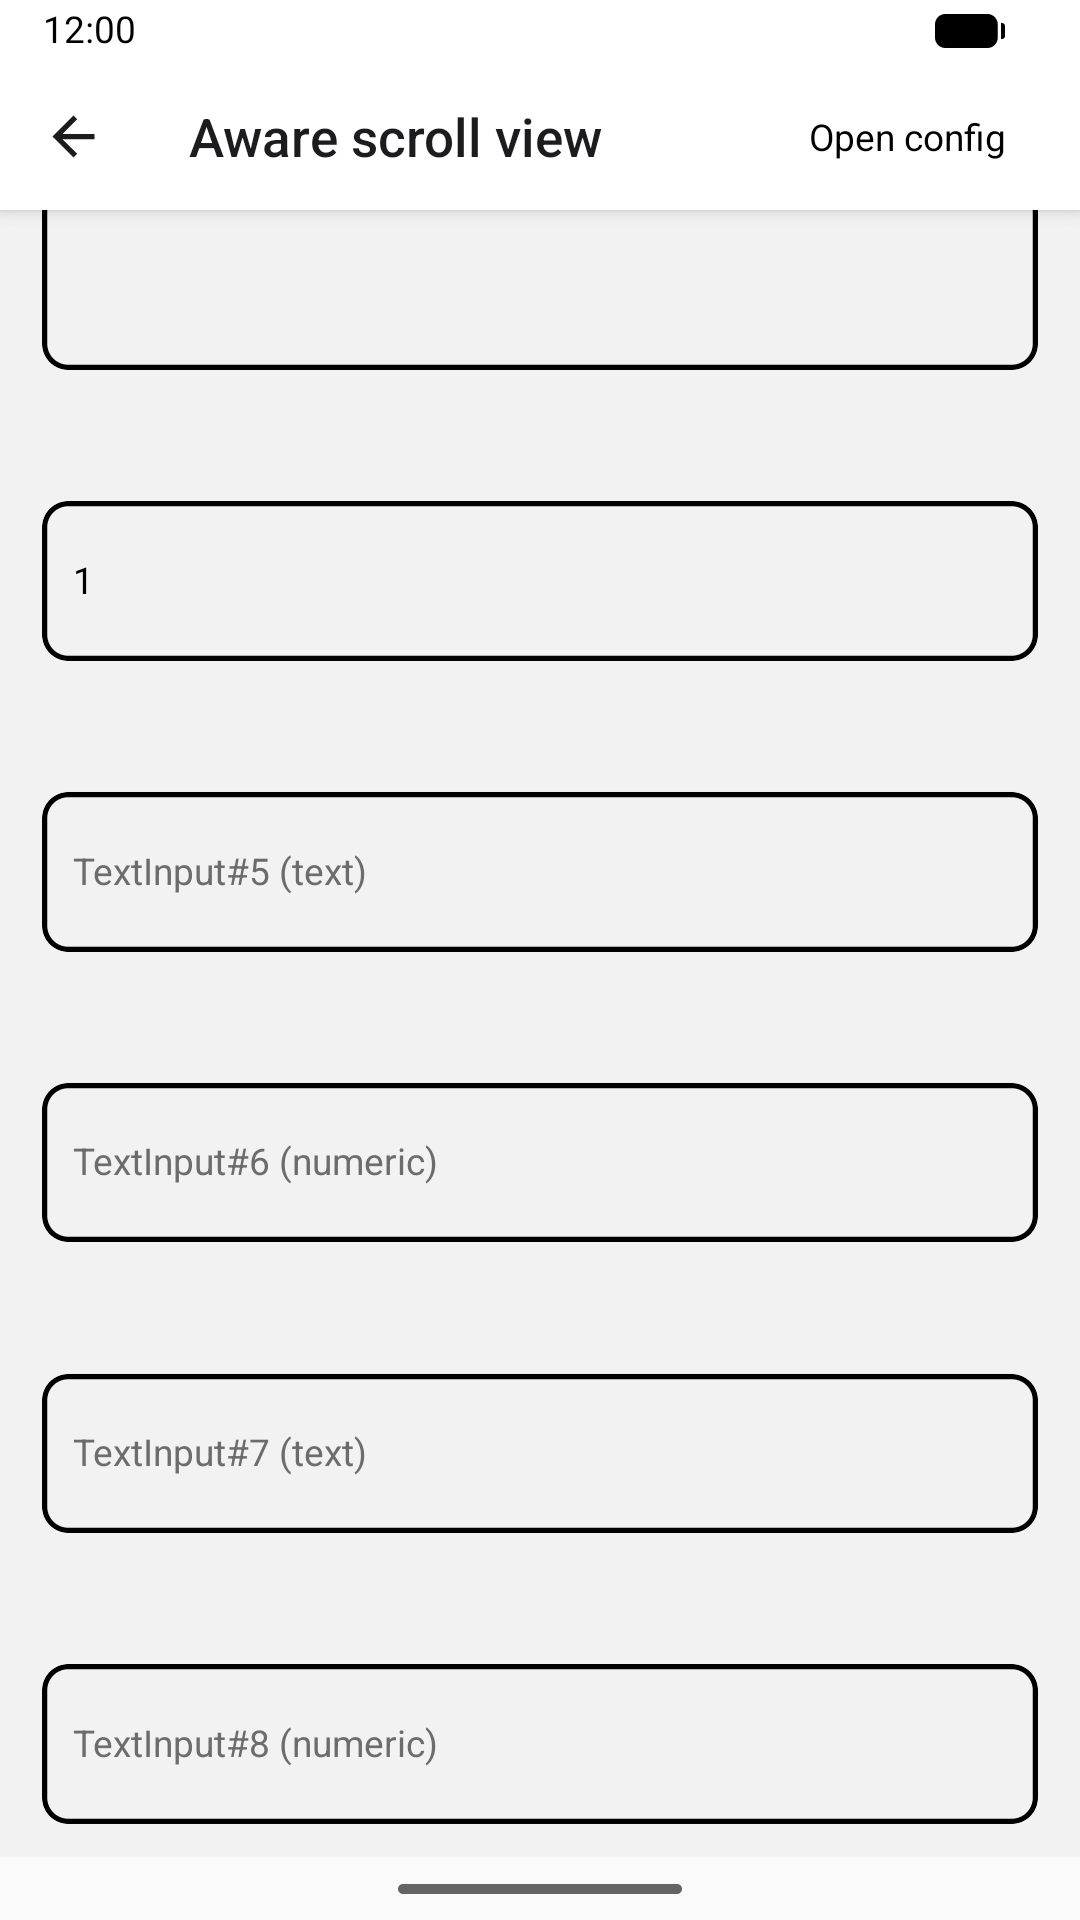 12:00
Aware scroll view
Open config
1
TextInput#5 (text)
TextInput#6 (numeric)
TextInput#7 (text)
TextInput#8 (numeric)